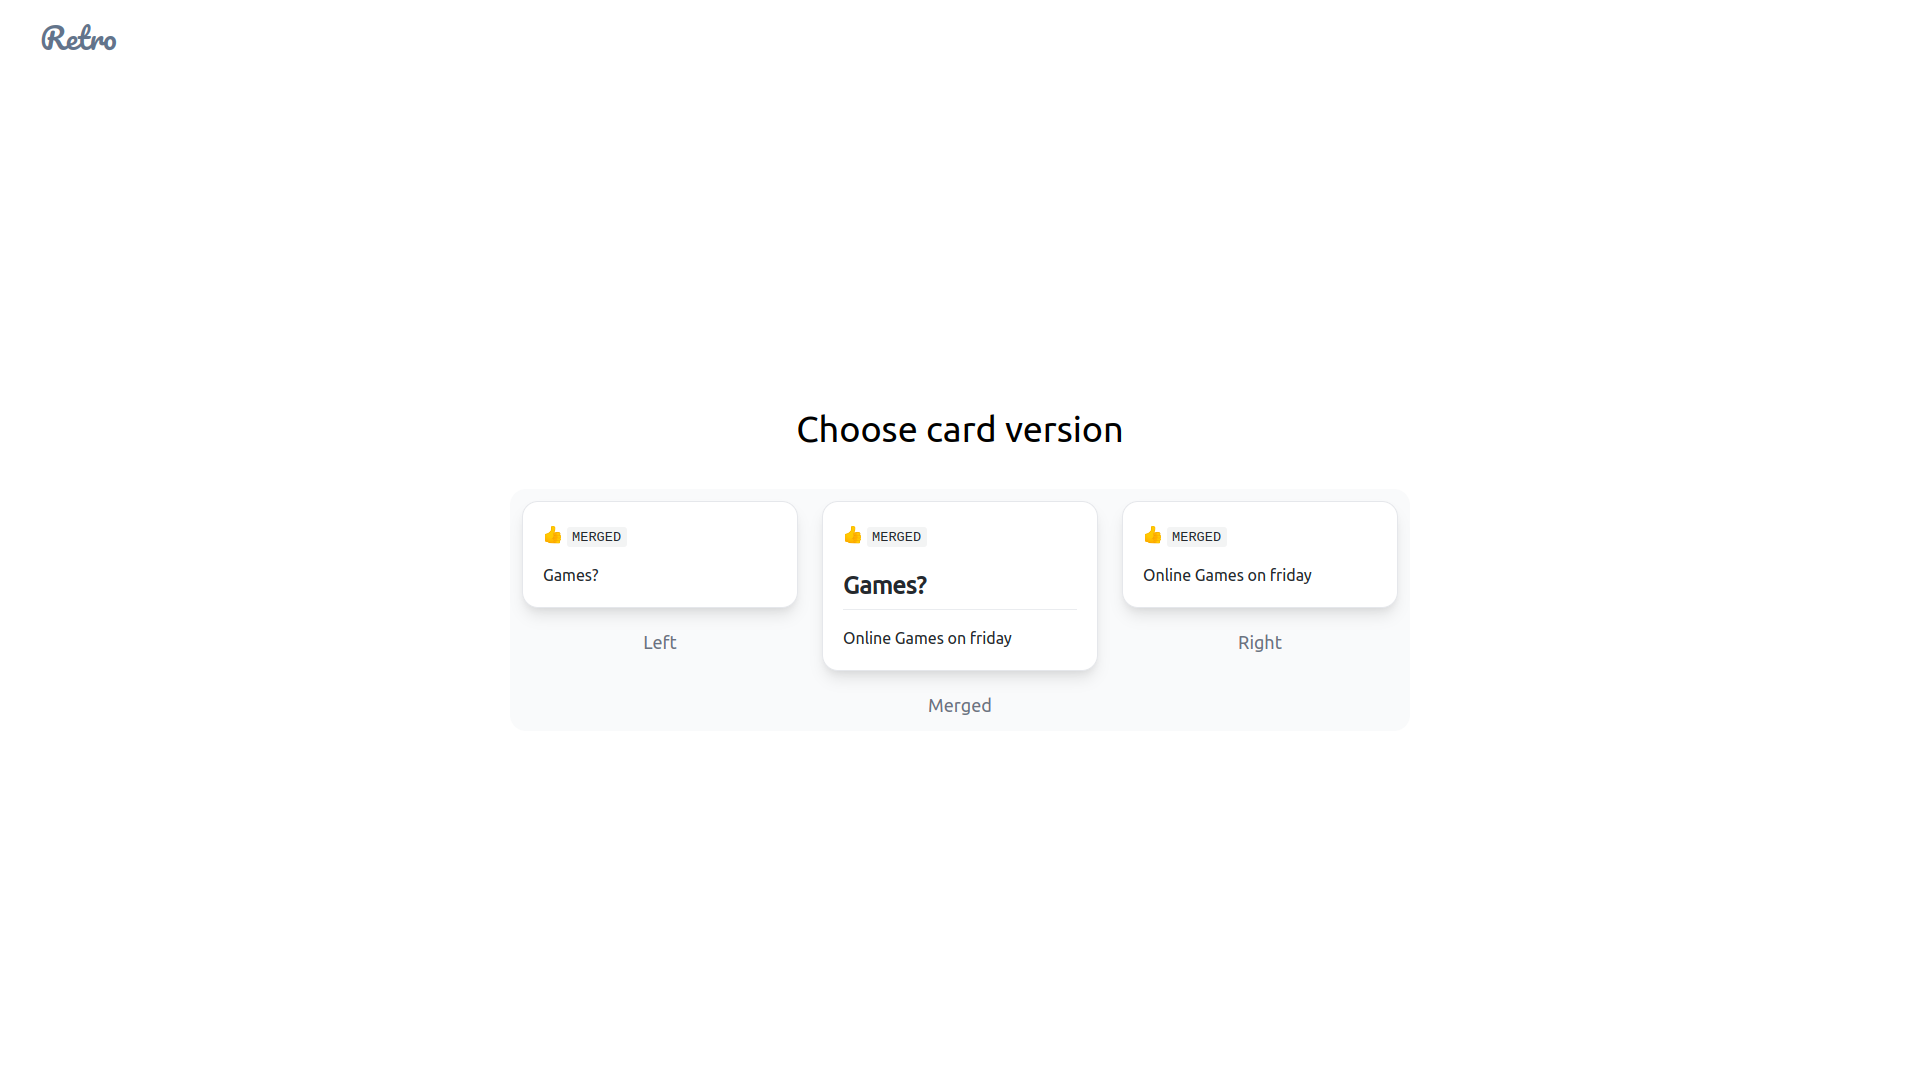 Retro
Choose card version
👍 MERGED
Games?
Left
👍 MERGED
Games?
Online Games on friday
Merged
👍 MERGED
Online Games on friday
Right